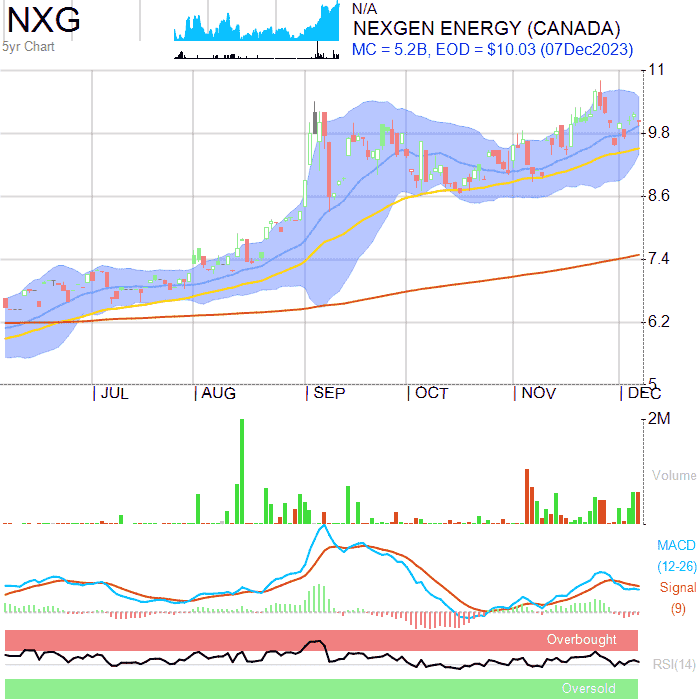 NXG
5yr Chart
N/A
NEXGEN ENERGY (CANADA)
MC = 5.2B, EOD = $10.03 (07Dec2023)
11
9.8
8.6
7.4
6.2
5
JUL AUG SEP OCT NOV DEC
2M
Volume
MACD
(12-26)
Signal
(9)
Overbought
RSI(14)
Oversold